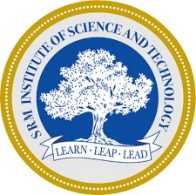 SRM INSTITUTE OF SCIENCE AND TECHNOLOGY
LEARN · LEAP · LEAD